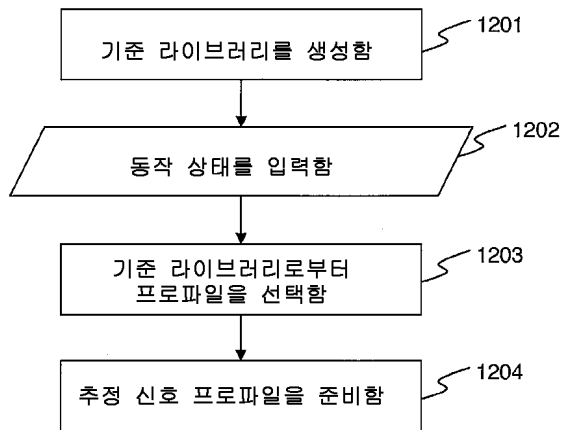 기준 라이브러리를 생성함
1201
동작 상태를 입력함
1202
기준 라이브러리로부터
프로파일을 선택함
1203
추정 신호 프로파일을 준비함
1204